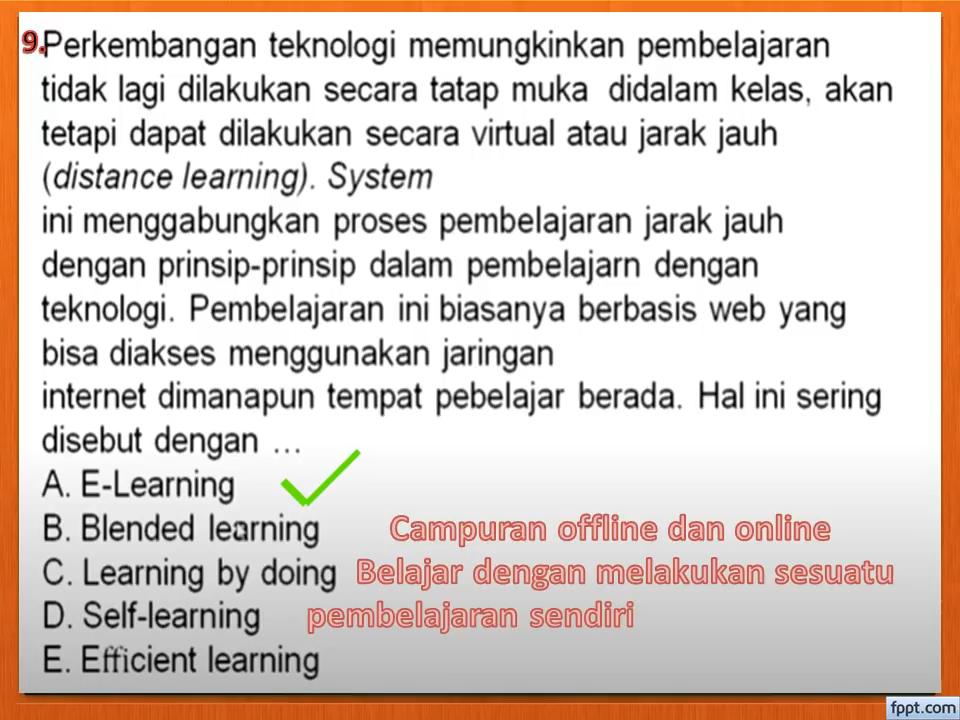 9. Perkembangan teknologi memungkinkan pembelajaran
tidak lagi dilakukan secara tatap muka didalam kelas, akan
tetapi dapat dilakukan secara virtual atau jarak jauh
(distance learning). System
ini menggabungkan proses pembelajaran jarak jauh
dengan prinsip-prinsip dalam pembelajarn dengan
teknologi. Pembelajaran ini biasanya berbasis web yang
bisa diakses menggunakan jaringan
internet dimanapun tempat pebelajar berada. Hal ini sering
disebut dengan ...
A. E-Learning
B. Blended learning Campuran offline dan online
C. Learning by doing Belajar dengan melakukan sesuatu
D. Self-learning pembelajaran sendiri
E. Efficient learning
fppt.com